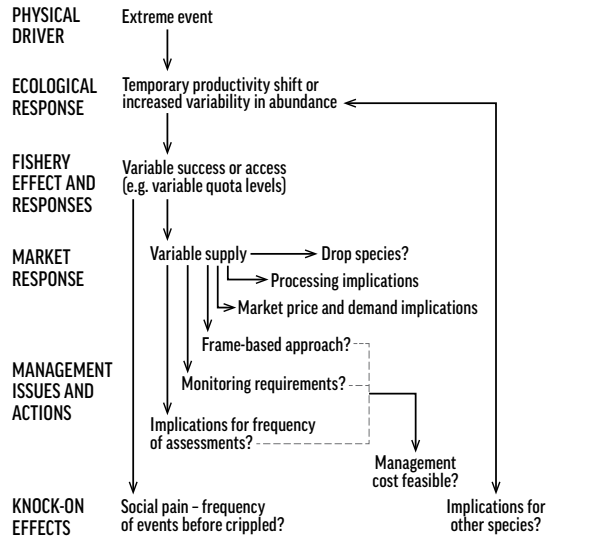 PHYSICAL
DRIVER
Extreme event
ECOLOGICAL
RESPONSE
Temporary productivity shift or
increased variability in abundance
FISHERY
EFFECT AND
RESPONSES
Variable success or access
(e.g. variable quota levels)
MARKET
RESPONSE
Variable supply
Drop species?
Processing implications
Market price and demand implications
MANAGEMENT
ISSUES AND
ACTIONS
Frame-based approach?
Monitoring requirements?
Implications for frequency
of assessments?
Management
cost feasible?
KNOCK-ON
EFFECTS
Social pain – frequency
of events before crippled?
Implications for
other species?